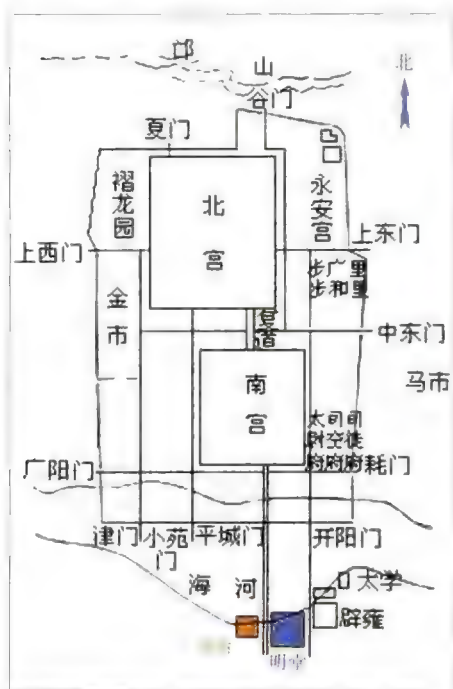 邙 山
北
谷门
夏门
褶龙园
北宫
永安宫
上西门
上东门
步广里
步和里
金市
复道
中东门
马市
南宫
太尉府
司空府
司徒府
广阳门
耗门
津门
小苑门
平城门
开阳门
海 河
太学
辟雍
明堂